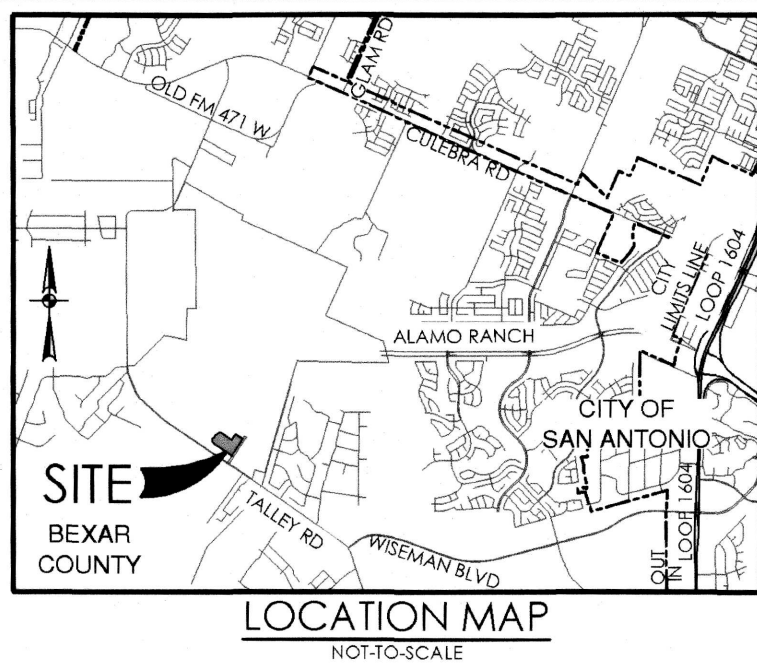 GLAM RD
OLD FM 471 W
CULEBRA RD
CITY
LIMITS LINE
LOOP 1604
ALAMO RANCH
CITY OF
SAN ANTONIO
SITE
BEXAR
COUNTY
TALLEY RD
WISEMAN BLVD
OUT
IN
LOOP 1604
LOCATION MAP
NOT-TO-SCALE